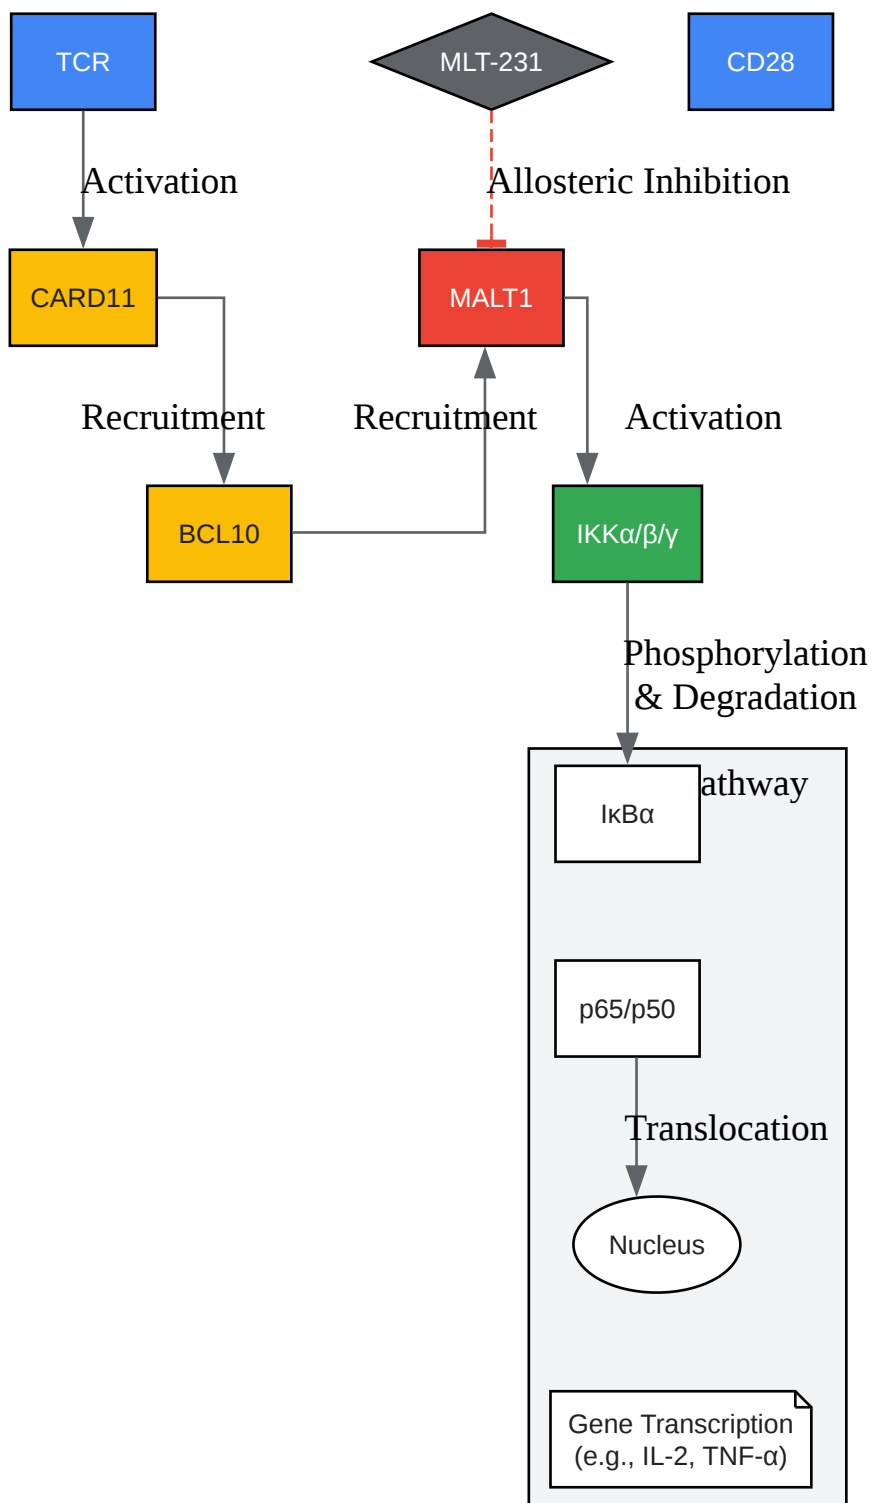 TCR
MLT-231
CD28
Activation
Allosteric Inhibition
CARD11
MALT1
Recruitment
Recruitment
Activation
BCL10
IKKα/β/γ
Phosphorylation
& Degradation
athway
IκBα
p65/p50
Translocation
Nucleus
Gene Transcription
(e.g., IL-2, TNF-α)